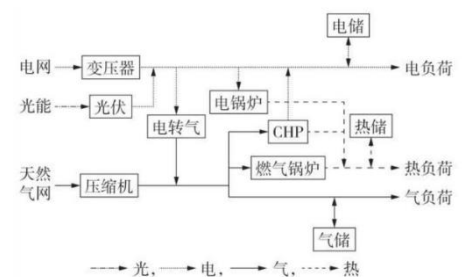 电储
电网
变压器
电负荷
光能
光伏
电锅炉
电转气
CHP
热储
天然
气网
压缩机
燃气锅炉
热负荷
气负荷
气储
光, 电, 气, 热